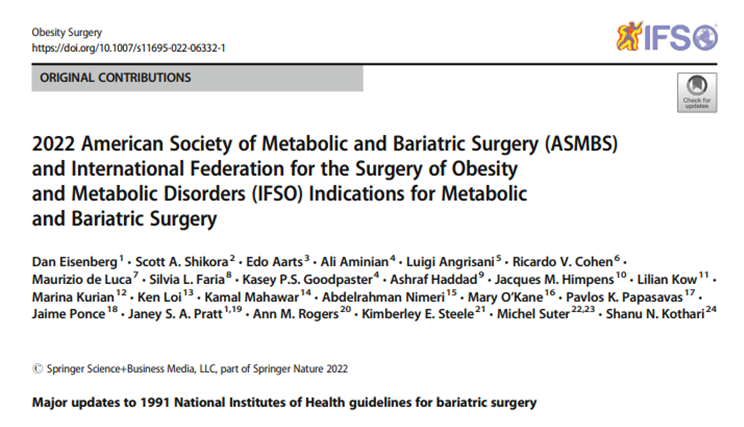 Obesity Surgery
https://doi.org/10.1007/s11695-022-06332-1
IFSO
ORIGINAL CONTRIBUTIONS
Check for
updates
2022 American Society of Metabolic and Bariatric Surgery (ASMBS)
and International Federation for the Surgery of Obesity
and Metabolic Disorders (IFSO) Indications for Metabolic
and Bariatric Surgery
Dan Eisenberg¹ · Scott A. Shikora² · Edo Aarts³ · Ali Aminian⁴ · Luigi Angrisani⁵ · Ricardo V. Cohen⁶ ·
Maurizio de Luca⁷ · Silvia L. Faria⁸ · Kasey P.S. Goodpaster⁴ · Ashraf Haddad⁹ · Jacques M. Himpens¹⁰ · Lilian Kow¹¹ ·
Marina Kurian¹² · Ken Loi¹³ · Kamal Mahawar¹⁴ · Abdelrahman Nimeri¹⁵ · Mary O'Kane¹⁶ · Pavlos K. Papasavas¹⁷ ·
Jaime Ponce¹⁸ · Janey S. A. Pratt¹,¹⁹ · Ann M. Rogers²⁰ · Kimberley E. Steele²¹ · Michel Suter²²,²³ · Shanu N. Kothari²⁴
© Springer Science+Business Media, LLC, part of Springer Nature 2022
Major updates to 1991 National Institutes of Health guidelines for bariatric surgery